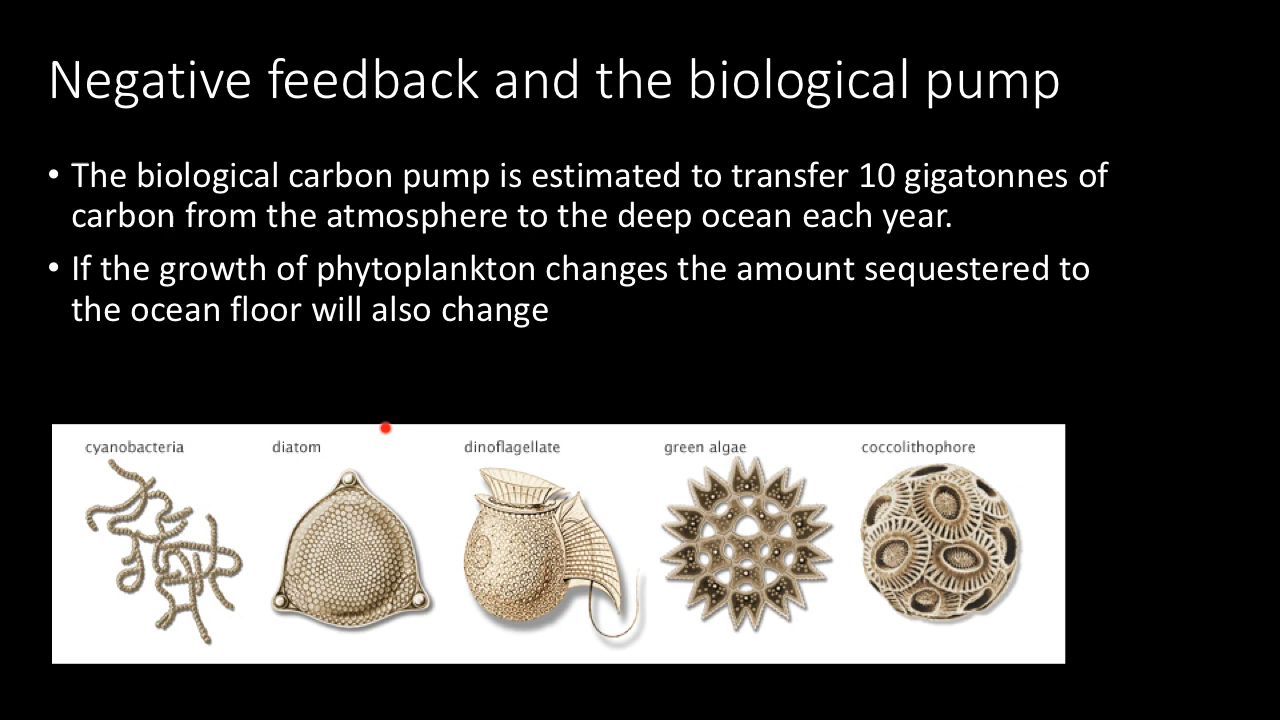 Negative feedback and the biological pump
• The biological carbon pump is estimated to transfer 10 gigatonnes of
carbon from the atmosphere to the deep ocean each year.
• If the growth of phytoplankton changes the amount sequestered to
the ocean floor will also change
cyanobacteria diatom dinoflagellate green algae coccolithophore